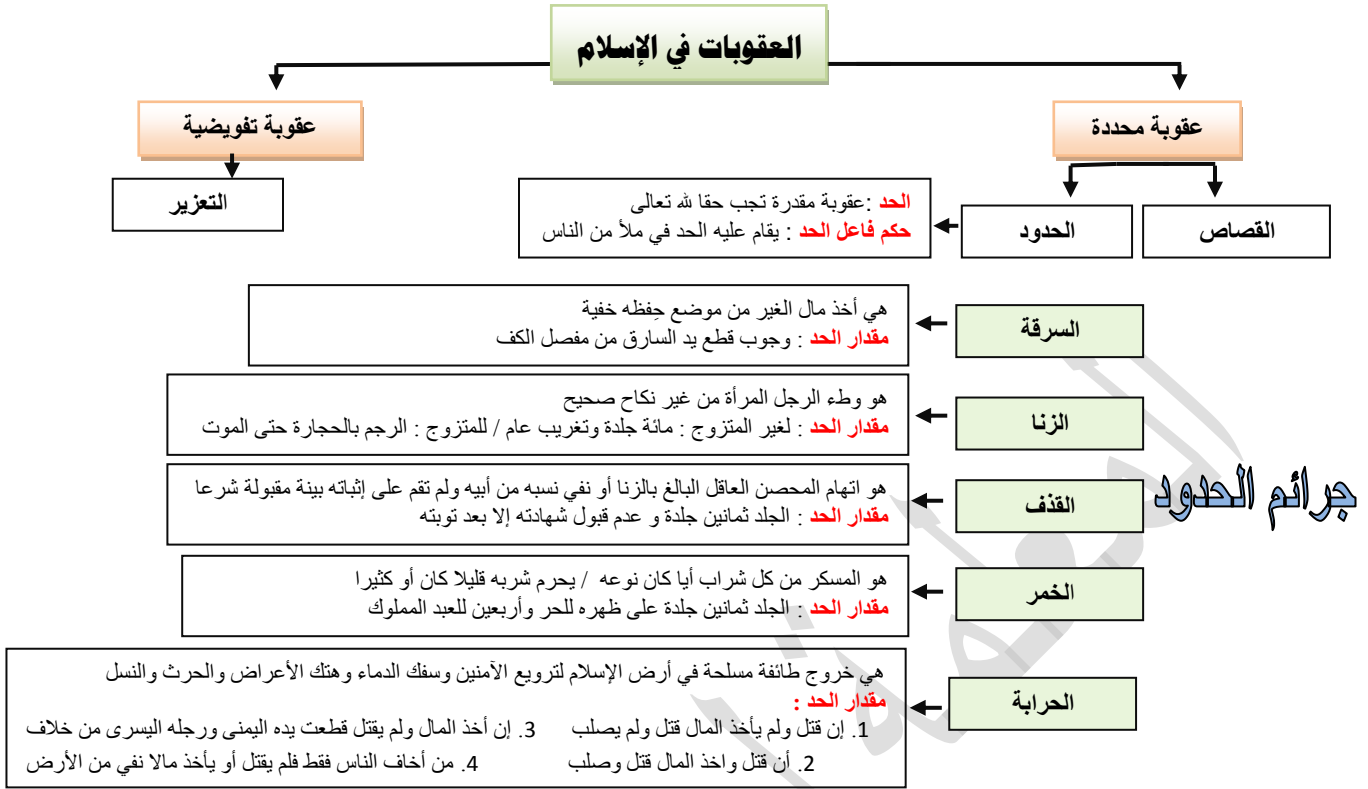 العقوبات في الإسلام
عقوبة محددة
عقوبة تفويضية
القصاص
الحدود
الحد :عقوبة مقدرة تجب حقا لله تعالى
حكم فاعل الحد : يقام عليه الحد في ملأ من الناس
التعزير
جرائم الحدود
السرقة
هي أخذ مال الغير من موضع حِفظه خفية
مقدار الحد : وجوب قطع يد السارق من مفصل الكف
الزنا
هو وطء الرجل المرأة من غير نكاح صحيح
مقدار الحد : لغير المتزوج : مائة جلدة وتغريب عام / للمتزوج : الرجم بالحجارة حتى الموت
القذف
هو اتهام المحصن العاقل البالغ بالزنا أو نفي نسبه من أبيه ولم تقم على إثباته بينة مقبولة شرعا
مقدار الحد : الجلد ثمانين جلدة و عدم قبول شهادته إلا بعد توبته
الخمر
هو المسكر من كل شراب أيا كان نوعه / يحرم شربه قليلا كان أو كثيرا
مقدار الحد : الجلد ثمانين جلدة على ظهره للحر وأربعين للعبد المملوك
الحرابة
هي خروج طائفة مسلحة في أرض الإسلام لترويع الآمنين وسفك الدماء وهتك الأعراض والحرث والنسل
مقدار الحد :
1. إن قتل ولم يأخذ المال قتل ولم يصلب 3. إن أخذ المال ولم يقتل قطعت يده اليمنى ورجله اليسرى من خلاف
2. أن قتل واخذ المال قتل وصلب 4. من أخاف الناس فقط فلم يقتل أو يأخذ مالا نفي من الأرض